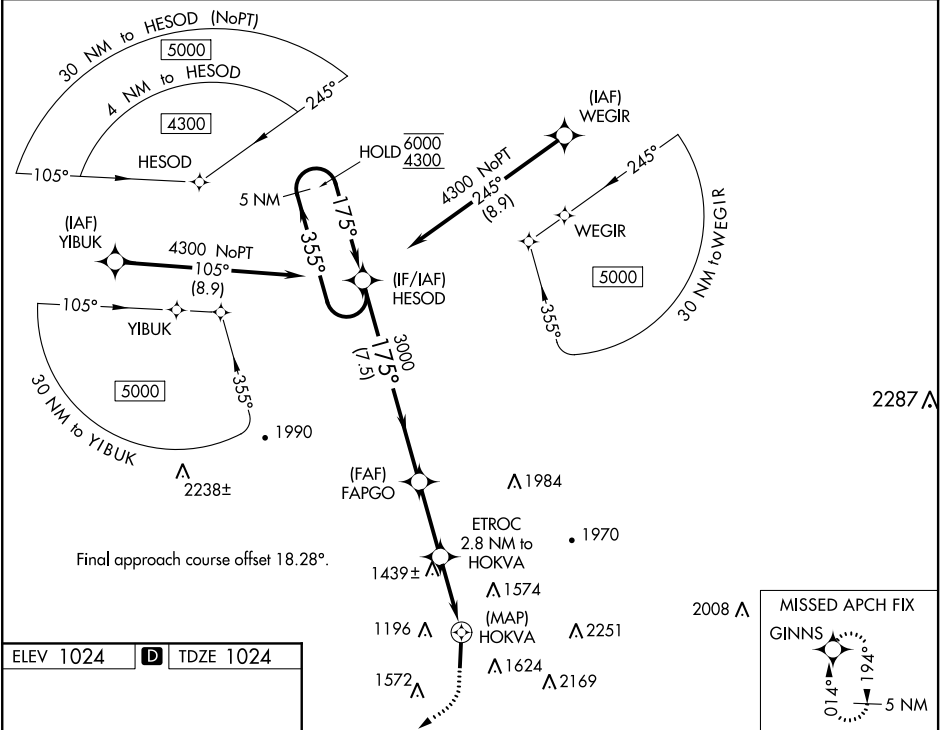 30 NM to HESOD (NoPT)
5000
4 NM to HESOD
4300
245°
HESOD
105°
HOLD 6000
4300
5 NM
175°
355°
(IAF)
WEGIR
4300 NoPT
245°
(8.9)
245°
WEGIR
5000
355°
30 NM to WEGIR
(IAF)
YIBUK
4300 NoPT
105°
(8.9)
(IF/IAF)
HESOD
105°
YIBUK
5000
355°
30 NM to YIBUK
3000
175°
(7.5)
2287
1990
2238±
(FAF)
FAPGO
1984
ETROC
2.8 NM to
HOKVA
1970
Final approach course offset 18.28°.
1439±
1574
(MAP)
HOKVA
1196
2251
2008
1624
1572
2169
MISSED APCH FIX
GINNS
014°
194°
5 NM
ELEV 1024 D TDZE 1024